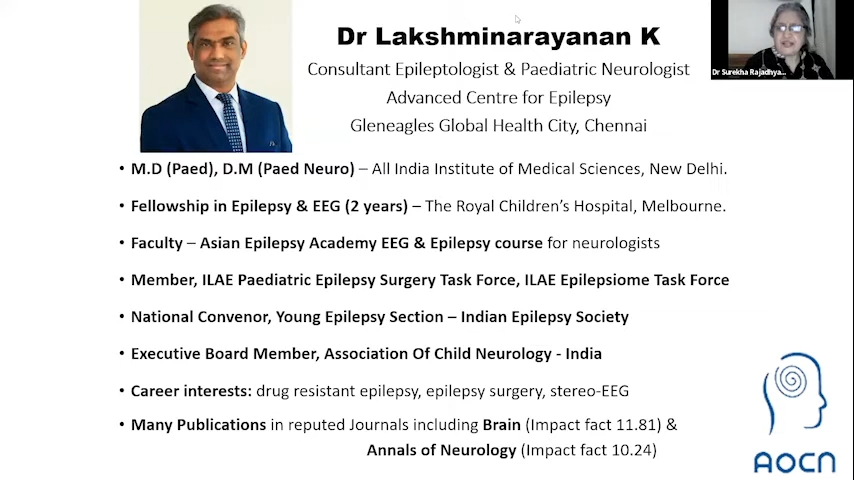 Dr Lakshminarayanan K
Consultant Epileptologist & Paediatric Neurologist
Advanced Centre for Epilepsy
Gleneagles Global Health City, Chennai
Dr Surekha Rajadhya...
• M.D (Paed), D.M (Paed Neuro) – All India Institute of Medical Sciences, New Delhi.
• Fellowship in Epilepsy & EEG (2 years) – The Royal Children’s Hospital, Melbourne.
• Faculty – Asian Epilepsy Academy EEG & Epilepsy course for neurologists
• Member, ILAE Paediatric Epilepsy Surgery Task Force, ILAE Epilepsiome Task Force
• National Convenor, Young Epilepsy Section – Indian Epilepsy Society
• Executive Board Member, Association Of Child Neurology - India
• Career interests: drug resistant epilepsy, epilepsy surgery, stereo-EEG
• Many Publications in reputed Journals including Brain (Impact fact 11.81) &
Annals of Neurology (Impact fact 10.24)
AOCN